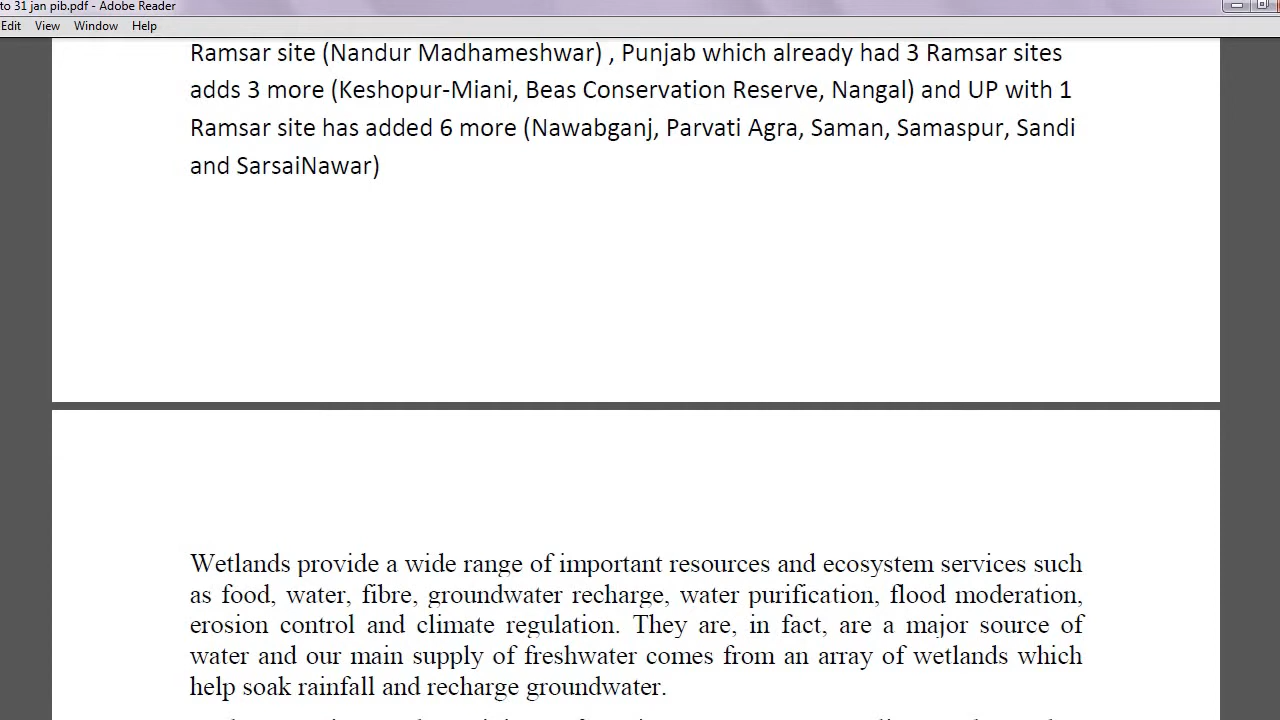 to 31 jan pib.pdf - Adobe Reader
Edit View Window Help
Ramsar site (Nandur Madhameshwar) , Punjab which already had 3 Ramsar sites
adds 3 more (Keshopur-Miani, Beas Conservation Reserve, Nangal) and UP with 1
Ramsar site has added 6 more (Nawabganj, Parvati Agra, Saman, Samaspur, Sandi
and SarsaiNawar)
Wetlands provide a wide range of important resources and ecosystem services such
as food, water, fibre, groundwater recharge, water purification, flood moderation,
erosion control and climate regulation. They are, in fact, are a major source of
water and our main supply of freshwater comes from an array of wetlands which
help soak rainfall and recharge groundwater.